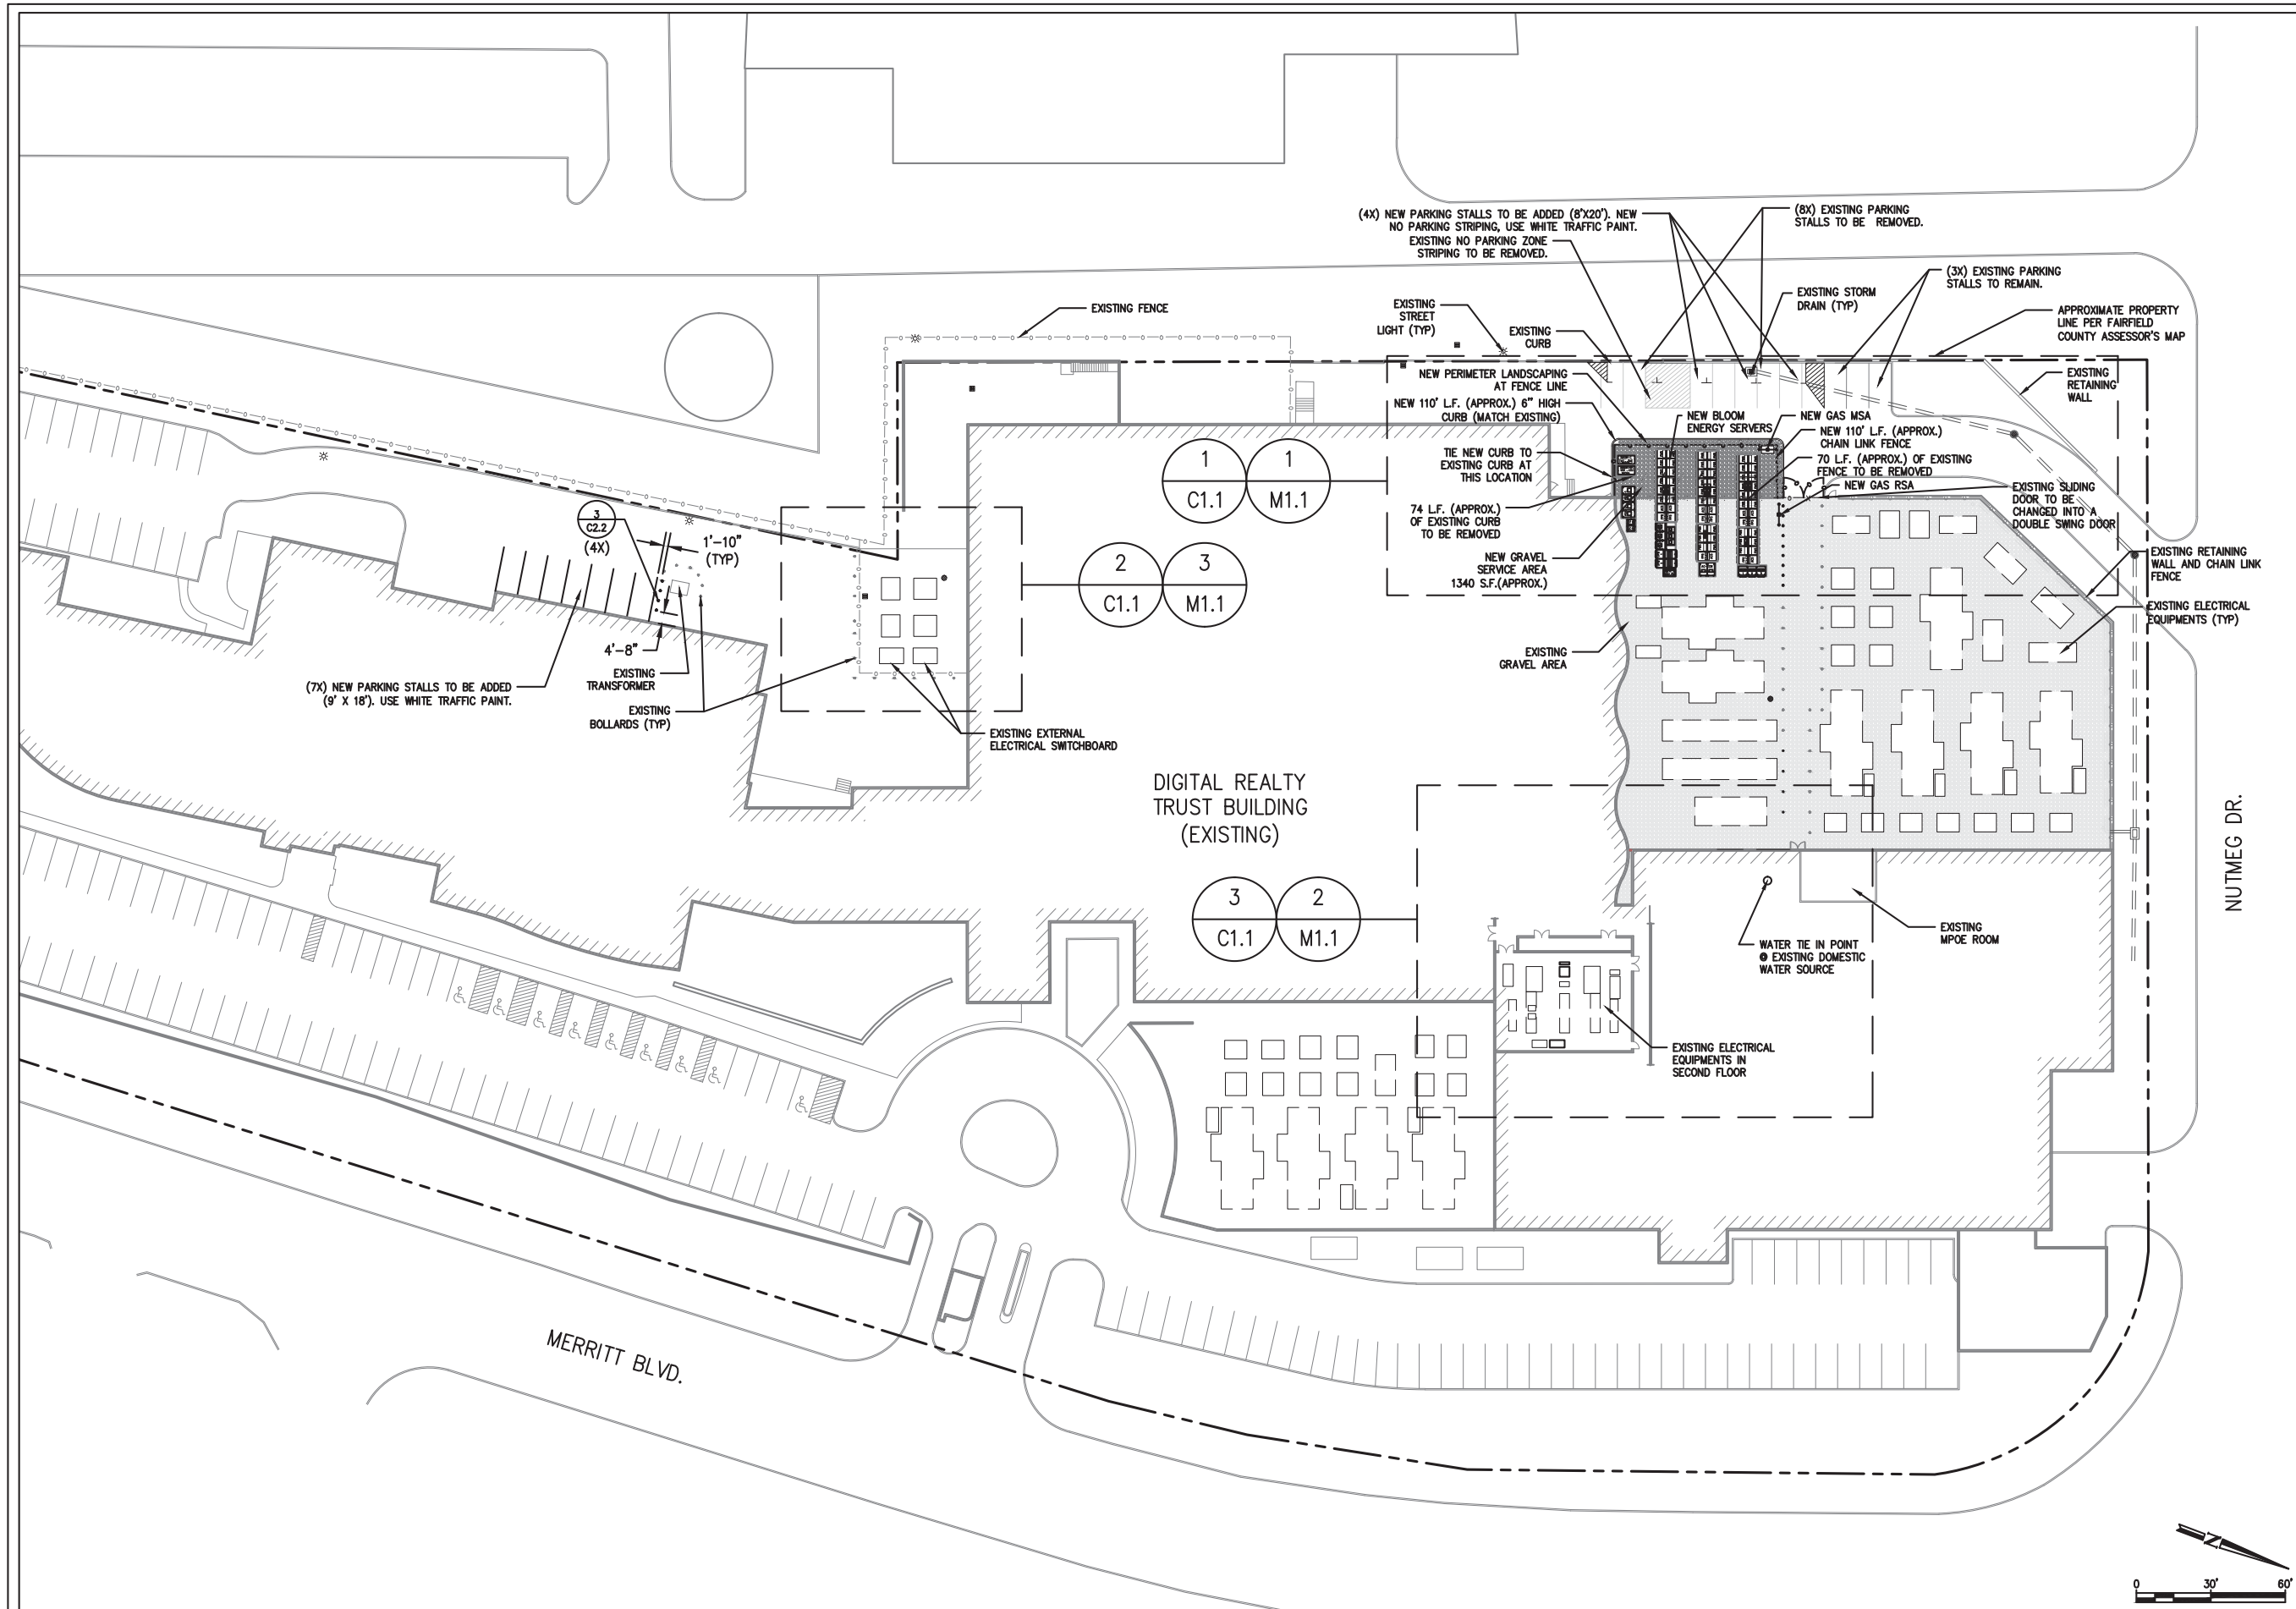 (4X) NEW PARKING STALLS TO BE ADDED (8'X20'). NEW
NO PARKING STRIPING, USE WHITE TRAFFIC PAINT.
EXISTING NO PARKING ZONE
STRIPING TO BE REMOVED.
(8X) EXISTING PARKING
STALLS TO BE REMOVED.
(3X) EXISTING PARKING
STALLS TO REMAIN.
EXISTING STORM
DRAIN (TYP)
APPROXIMATE PROPERTY
LINE PER FAIRFIELD
COUNTY ASSESSOR'S MAP
EXISTING FENCE
EXISTING
STREET
LIGHT (TYP)
EXISTING
CURB
EXISTING
RETAINING
WALL
NEW PERIMETER LANDSCAPING
AT FENCE LINE
NEW 110' L.F. (APPROX.) 6" HIGH
CURB (MATCH EXISTING)
NEW BLOOM
ENERGY SERVERS
NEW GAS MSA
NEW 110' L.F. (APPROX.)
CHAIN LINK FENCE
TIE NEW CURB TO
EXISTING CURB AT
THIS LOCATION
70 L.F. (APPROX.) OF EXISTING
FENCE TO BE REMOVED
NEW GAS RSA
EXISTING SLIDING
DOOR TO BE
CHANGED INTO A
DOUBLE SWING DOOR
1
C1.1
1
M1.1
74 L.F. (APPROX.)
OF EXISTING CURB
TO BE REMOVED
NEW GRAVEL
SERVICE AREA
1340 S.F.(APPROX.)
EXISTING RETAINING
WALL AND CHAIN LINK
FENCE
3
C2.2
(4X)
1'-10"
(TYP)
2
C1.1
3
M1.1
EXISTING ELECTRICAL
EQUIPMENTS (TYP)
4'-8"
EXISTING
TRANSFORMER
EXISTING
GRAVEL AREA
(7X) NEW PARKING STALLS TO BE ADDED
(9' X 18'). USE WHITE TRAFFIC PAINT.
EXISTING
BOLLARDS (TYP)
EXISTING EXTERNAL
ELECTRICAL SWITCHBOARD
DIGITAL REALTY
TRUST BUILDING
(EXISTING)
NUTMEG DR.
3
C1.1
2
M1.1
WATER TIE IN POINT
@ EXISTING DOMESTIC
WATER SOURCE
EXISTING
MPOE ROOM
EXISTING ELECTRICAL
EQUIPMENTS IN
SECOND FLOOR
MERRITT BLVD.
N
0 30' 60'